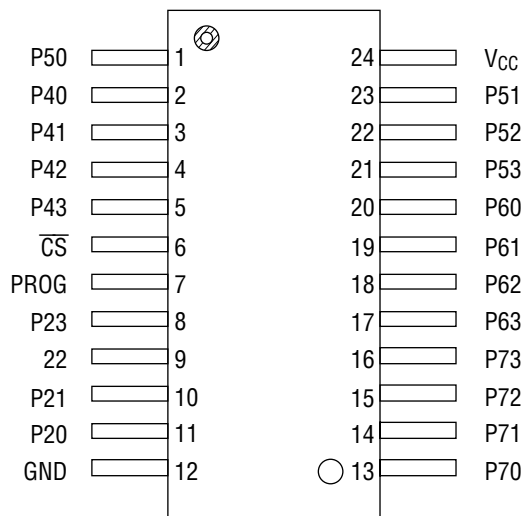 P50 1 24 VCC
P40 2 23 P51
P41 3 22 P52
P42 4 21 P53
P43 5 20 P60
C̅S̅ 6 19 P61
PROG 7 18 P62
P23 8 17 P63
22 9 16 P73
P21 10 15 P72
P20 11 14 P71
GND 12 13 P70